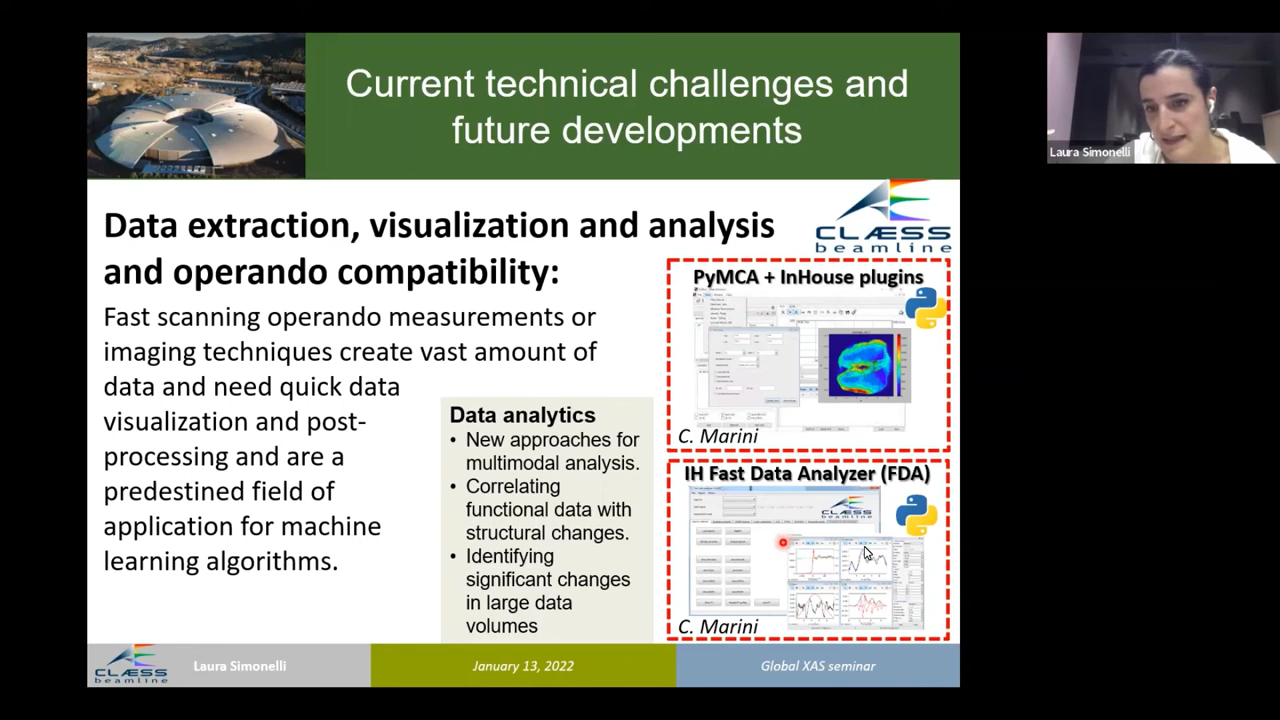 Current technical challenges and
future developments
Laura Simonelli
CLÆSS
beamline
Data extraction, visualization and analysis
and operando compatibility:
Fast scanning operando measurements or
imaging techniques create vast amount of
data and need quick data
visualization and post-
processing and are a
predestined field of
application for machine
learning algorithms.
Data analytics
• New approaches for
multimodal analysis.
• Correlating
functional data with
structural changes.
• Identifying
significant changes
in large data
volumes
PyMCA + InHouse plugins
C. Marini
IH Fast Data Analyzer (FDA)
CLÆSS
beamline
C. Marini
CLÆSS
beamline
Laura Simonelli
January 13, 2022
Global XAS seminar